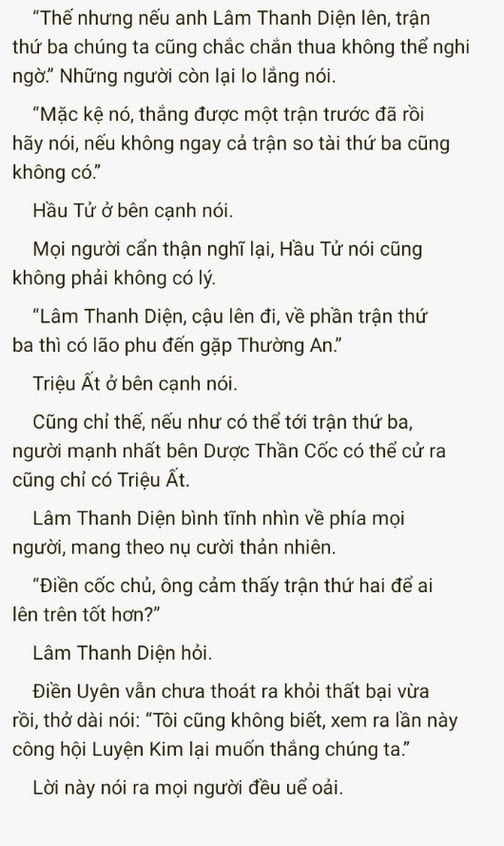 “Thế nhưng nếu anh Lâm Thanh Diện lên, trận
thứ ba chúng ta cũng chắc chắn thua không thể nghi
ngờ.” Những người còn lại lo lắng nói.
“Mặc kệ nó, thắng được một trận trước đã rồi
hãy nói, nếu không ngay cả trận so tài thứ ba cũng
không có.”
Hầu Tử ở bên cạnh nói.
Mọi người cẩn thận nghĩ lại, Hầu Tử nói cũng
không phải không có lý.
“Lâm Thanh Diện, cậu lên đi, về phần trận thứ
ba thì có lão phu đến gặp Thường An.”
Triệu Ất ở bên cạnh nói.
Cũng chỉ thế, nếu như có thể tới trận thứ ba,
người mạnh nhất bên Dược Thần Cốc có thể cử ra
cũng chỉ có Triệu Ất.
Lâm Thanh Diện bình tĩnh nhìn về phía mọi
người, mang theo nụ cười thản nhiên.
“Điền cốc chủ, ông cảm thấy trận thứ hai để ai
lên trên tốt hơn?”
Lâm Thanh Diện hỏi.
Điền Uyên vẫn chưa thoát ra khỏi thất bại vừa
rồi, thở dài nói: “Tôi cũng không biết, xem ra lần này
công hội Luyện Kim lại muốn thắng chúng ta.”
Lời này nói ra mọi người đều uể oải.